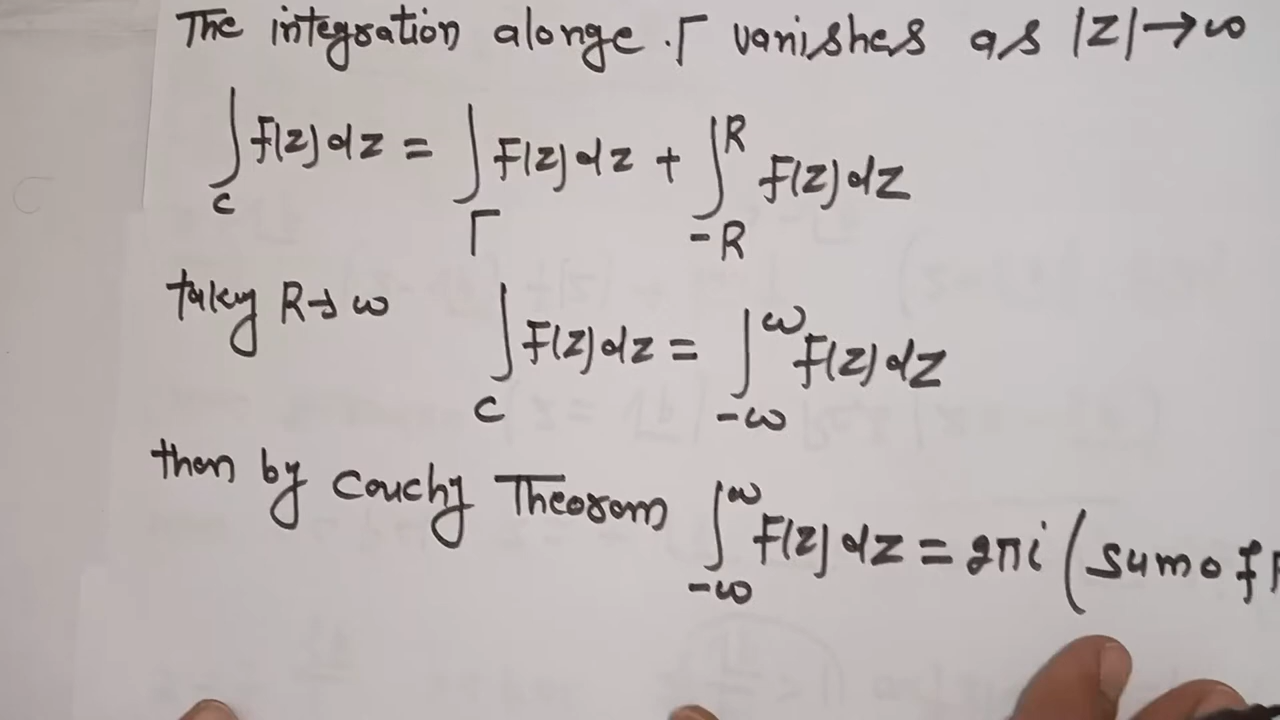 The integration alonge Γ vanishes as |z|→∞
∫_C f(z)dz = ∫_Γ f(z)dz + ∫_{-R}^{R} f(z)dz
taking R→∞ ∫_C f(z)dz = ∫_{-∞}^{∞} f(z)dz
then by Couchy Theorem ∫_{-∞}^{∞} f(z)dz = 2πi (sum of